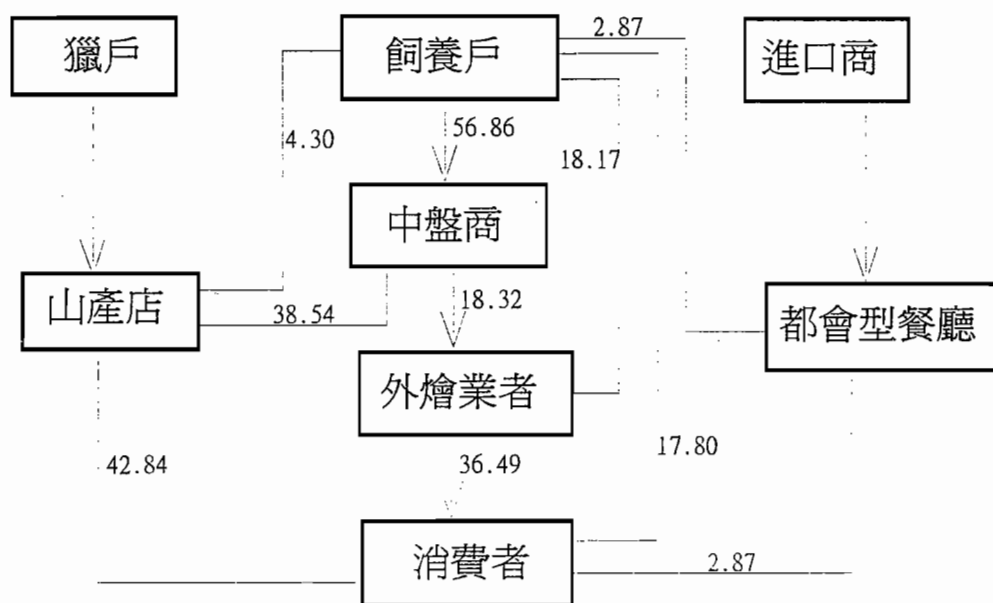 2.87
獵戶
飼養戶
進口商
4.30
56.86
18.17
中盤商
山產店
38.54
18.32
都會型餐廳
外燴業者
42.84
36.49
17.80
消費者
2.87